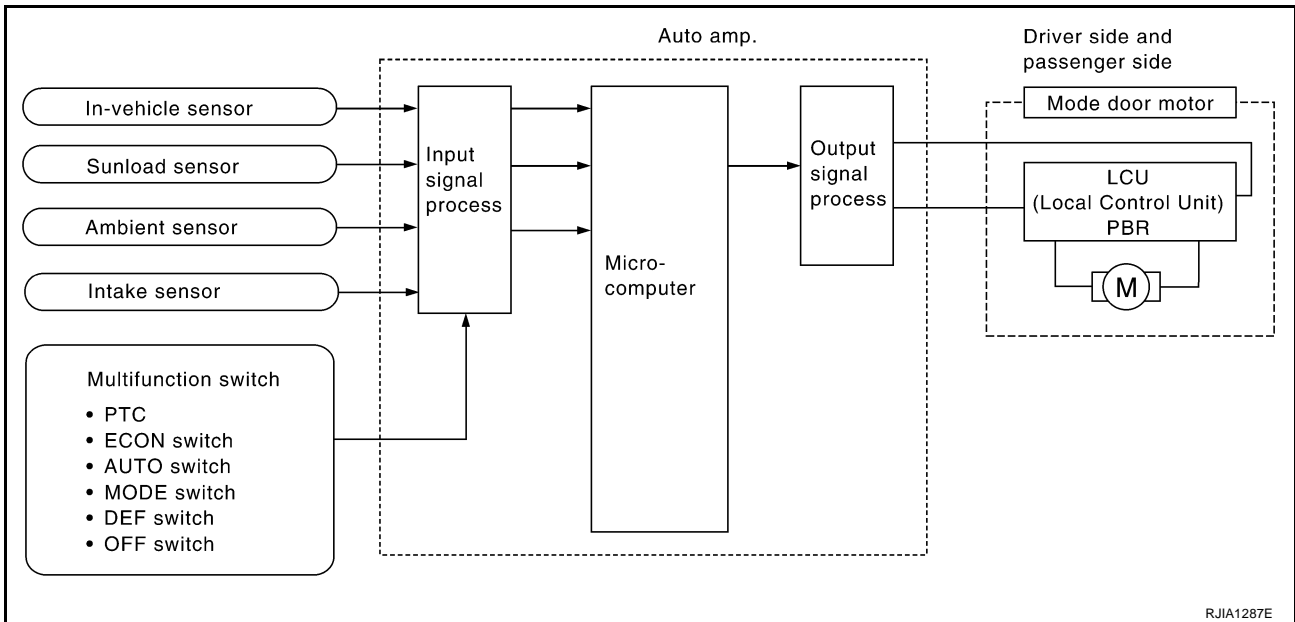 Auto amp.
Driver side and
passenger side
Mode door motor
In-vehicle sensor
Sunload sensor
Ambient sensor
Intake sensor
Input
signal
process
Micro-
computer
Output
signal
process
LCU
(Local Control Unit)
PBR
M
Multifunction switch
• PTC
• ECON switch
• AUTO switch
• MODE switch
• DEF switch
• OFF switch
RJIA1287E